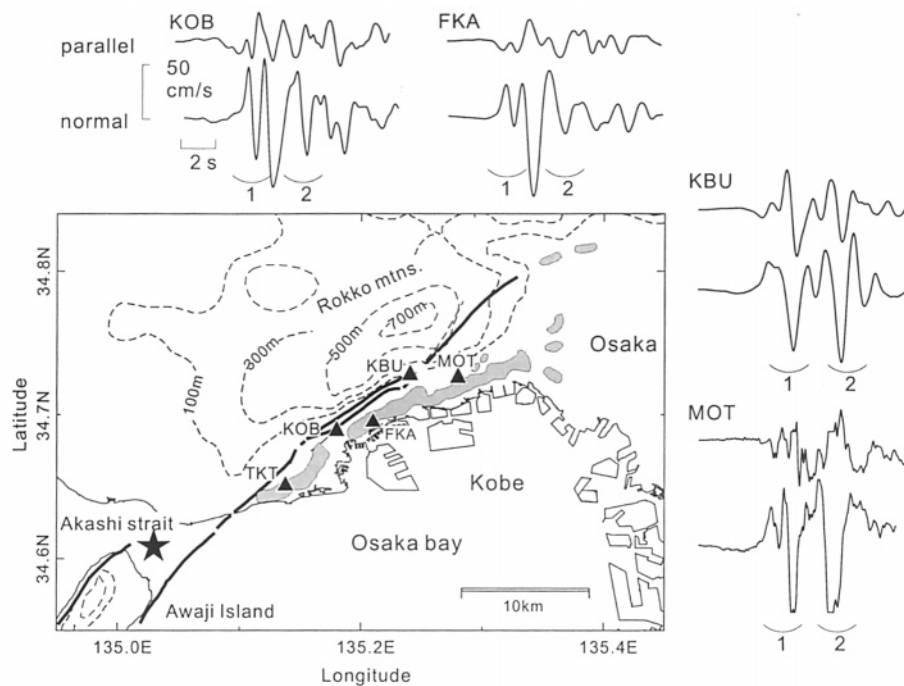 KOB
FKA
parallel
50
cm/s
normal
2 s
1
2
1
2
KBU
1
2
MOT
1
2
34.8N
34.7N
34.6N
Latitude
Rokko mtns.
700m
500m
300m
100m
KBU
MOT
Osaka
KOB
FKA
TKT
Kobe
Akashi strait
Osaka bay
Awaji Island
10km
135.0E
135.2E
135.4E
Longitude